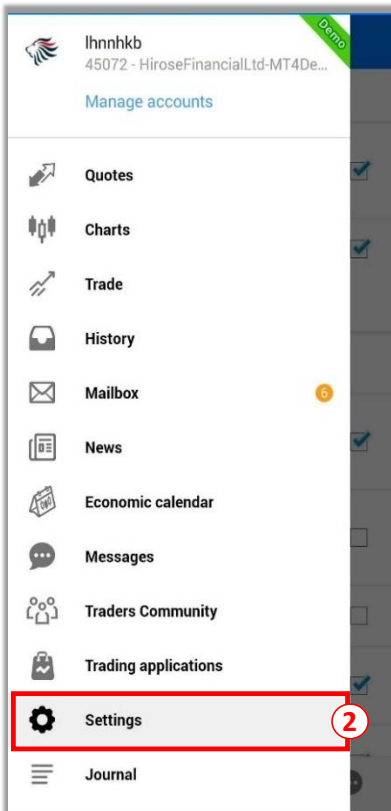 Demo
lhnnhkb
45072 - HiroseFinancialLtd-MT4De...
Manage accounts
Quotes
Charts
Trade
History
Mailbox 6
News
Economic calendar
Messages
Traders Community
Trading applications
Settings 2
Journal